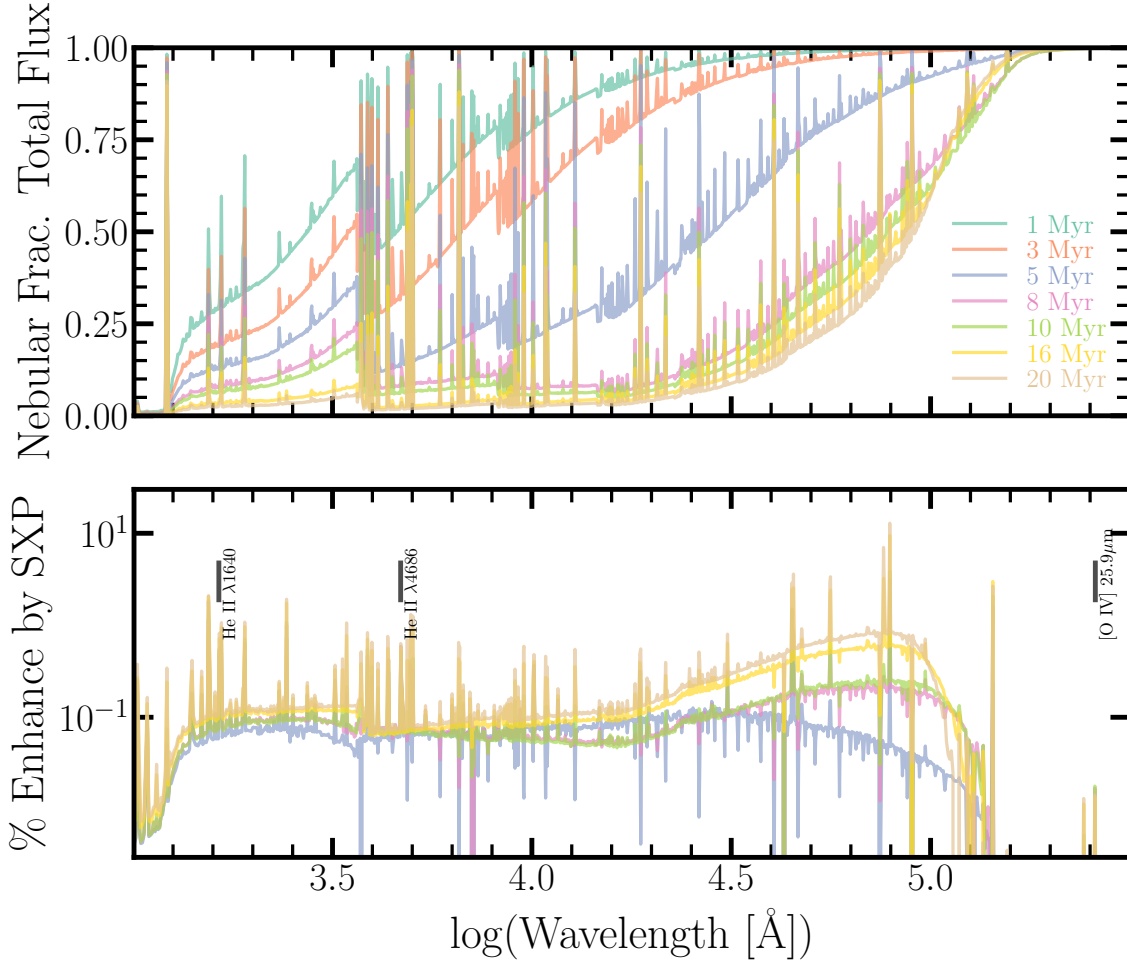 Nebular Frac. Total Flux
1.00
0.75
0.50
0.25
0.00
1 Myr
3 Myr
5 Myr
8 Myr
10 Myr
16 Myr
20 Myr
% Enhance by SXP
10¹
10⁻¹
He II λ1640
He II λ4686
[O IV] 25.9μm
3.5
4.0
4.5
5.0
log(Wavelength [Å])